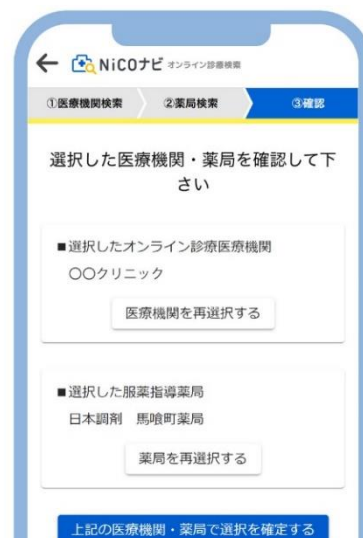 ← NiCOナビ オンライン診療検索
①医療機関検索 ②薬局検索 ③確認
選択した医療機関・薬局を確認して下
さい
■選択したオンライン診療医療機関
〇〇クリニック
医療機関を再選択する
■選択した服薬指導薬局
日本調剤 馬喰町薬局
薬局を再選択する
上記の医療機関・薬局で選択を確定する